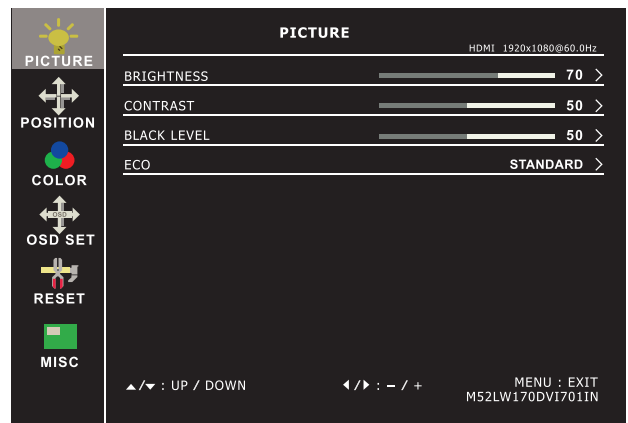 PICTURE
POSITION
COLOR
OSD
OSD SET
RESET
MISC
PICTURE
HDMI 1920x1080@60.0Hz
BRIGHTNESS 70
CONTRAST 50
BLACK LEVEL 50
ECO STANDARD
▲/▼ : UP / DOWN ◀/▶ : – / + MENU : EXIT
M52LW170DVI701IN